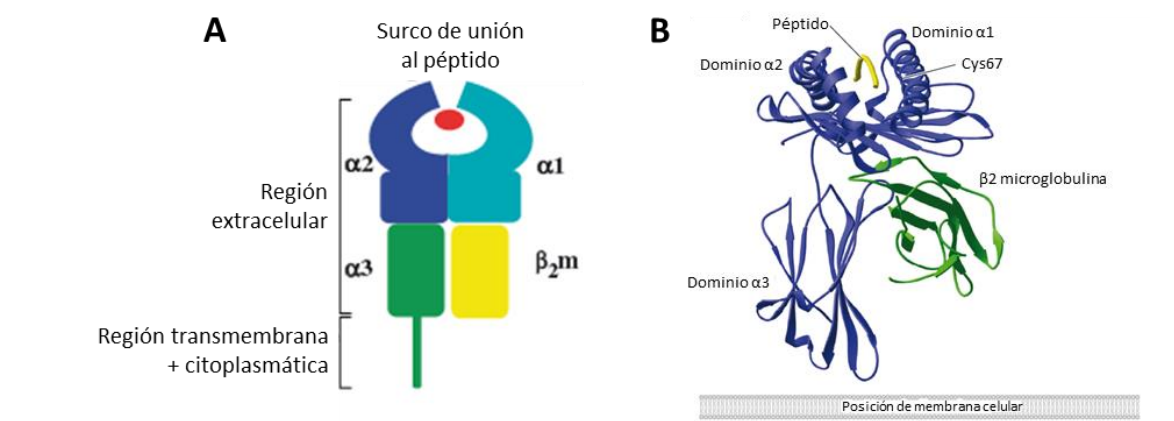 A
Surco de unión
al péptido
α2
α1
Región
extracelular
α3
β2m
Región transmembrana
+ citoplasmática
B
Péptido
Dominio α1
Dominio α2
Cys67
β2 microglobulina
Dominio α3
Posición de membrana celular